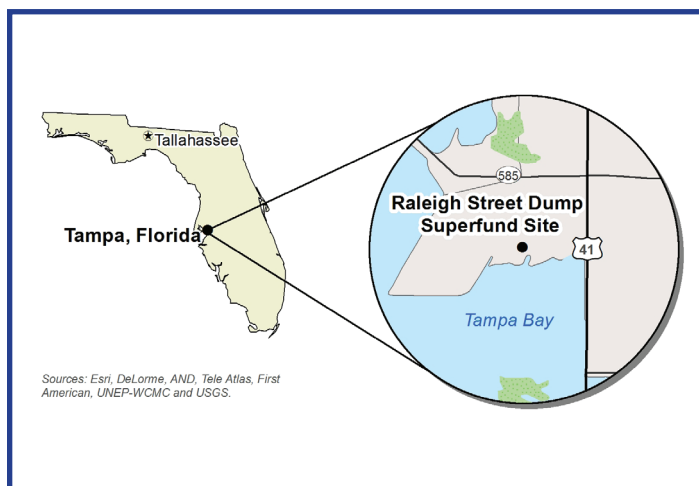 Tallahassee
Tampa, Florida
585
Raleigh Street Dump
Superfund Site
41
Tampa Bay
Sources: Esri, DeLorme, AND, Tele Atlas, First
American, UNEP-WCMC and USGS.